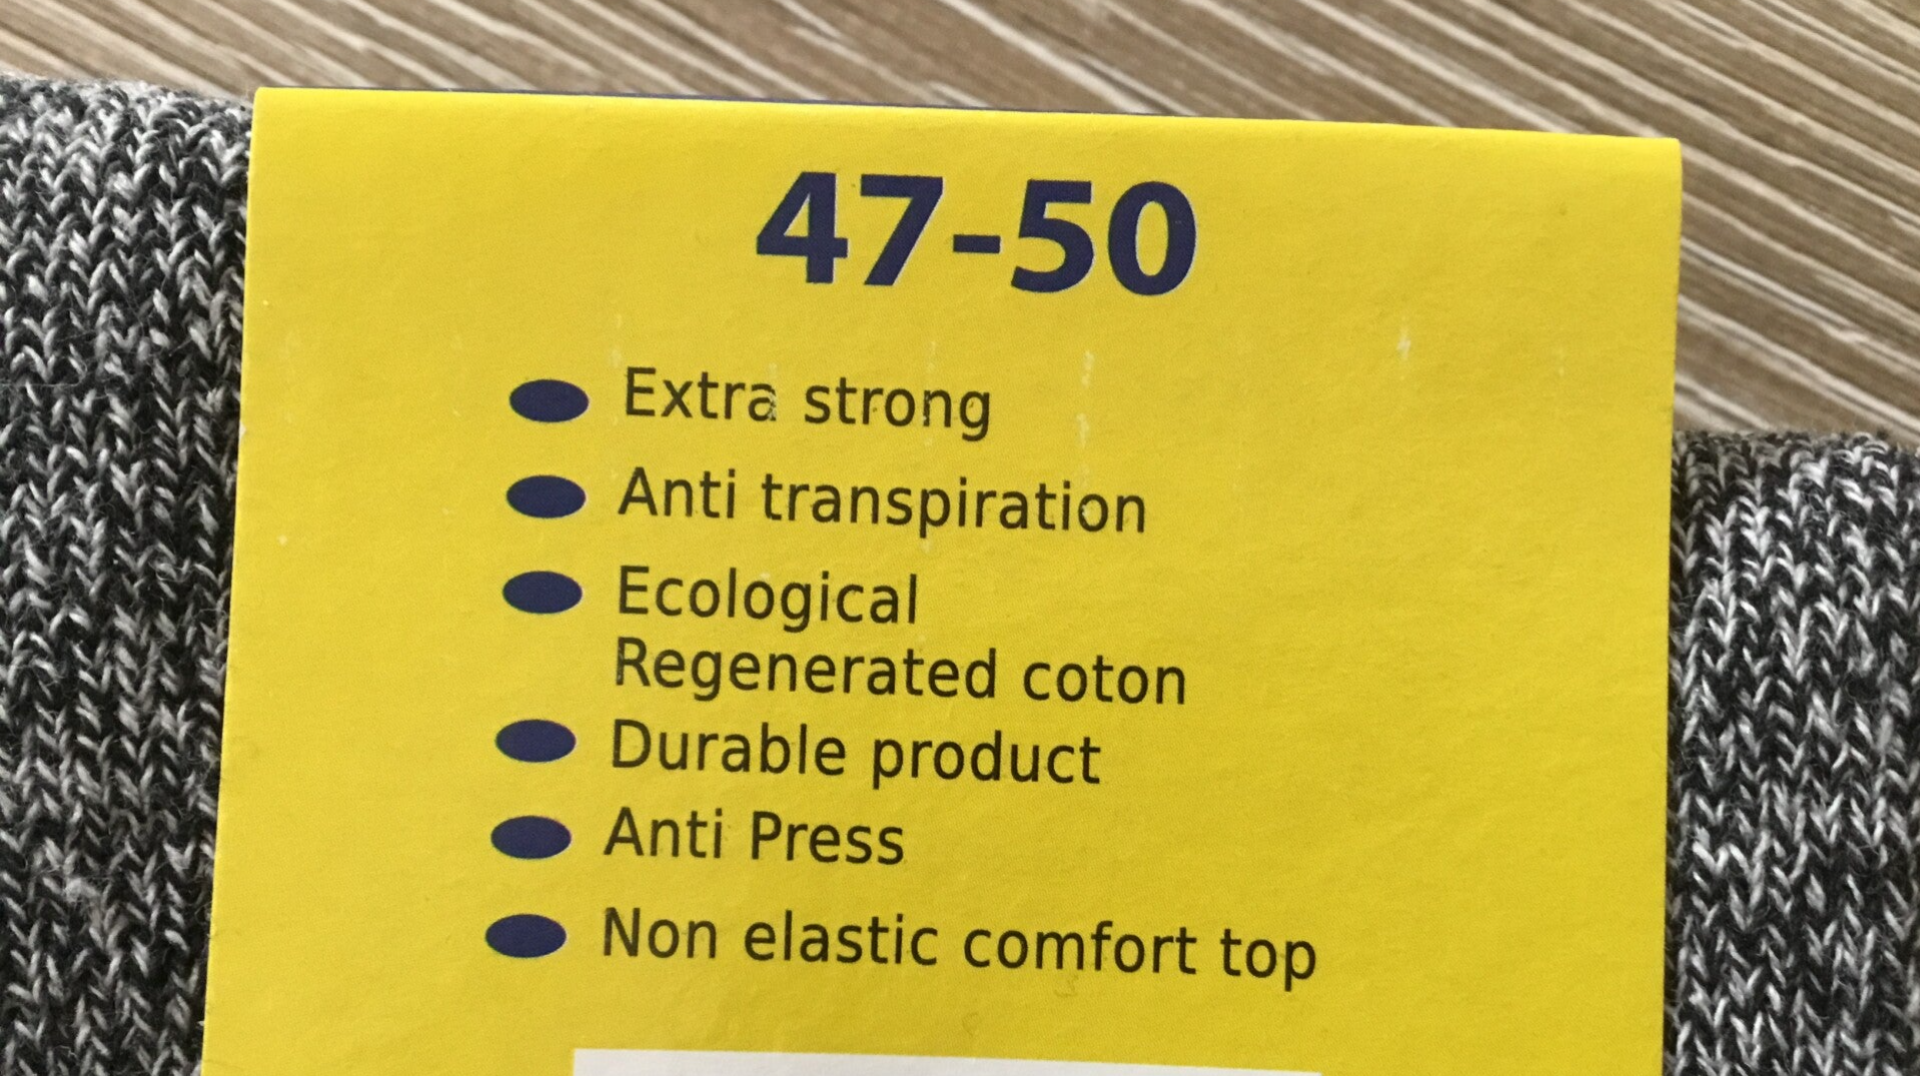 47-50
Extra strong
Anti transpiration
Ecological
Regenerated coton
Durable product
Anti Press
Non elastic comfort top